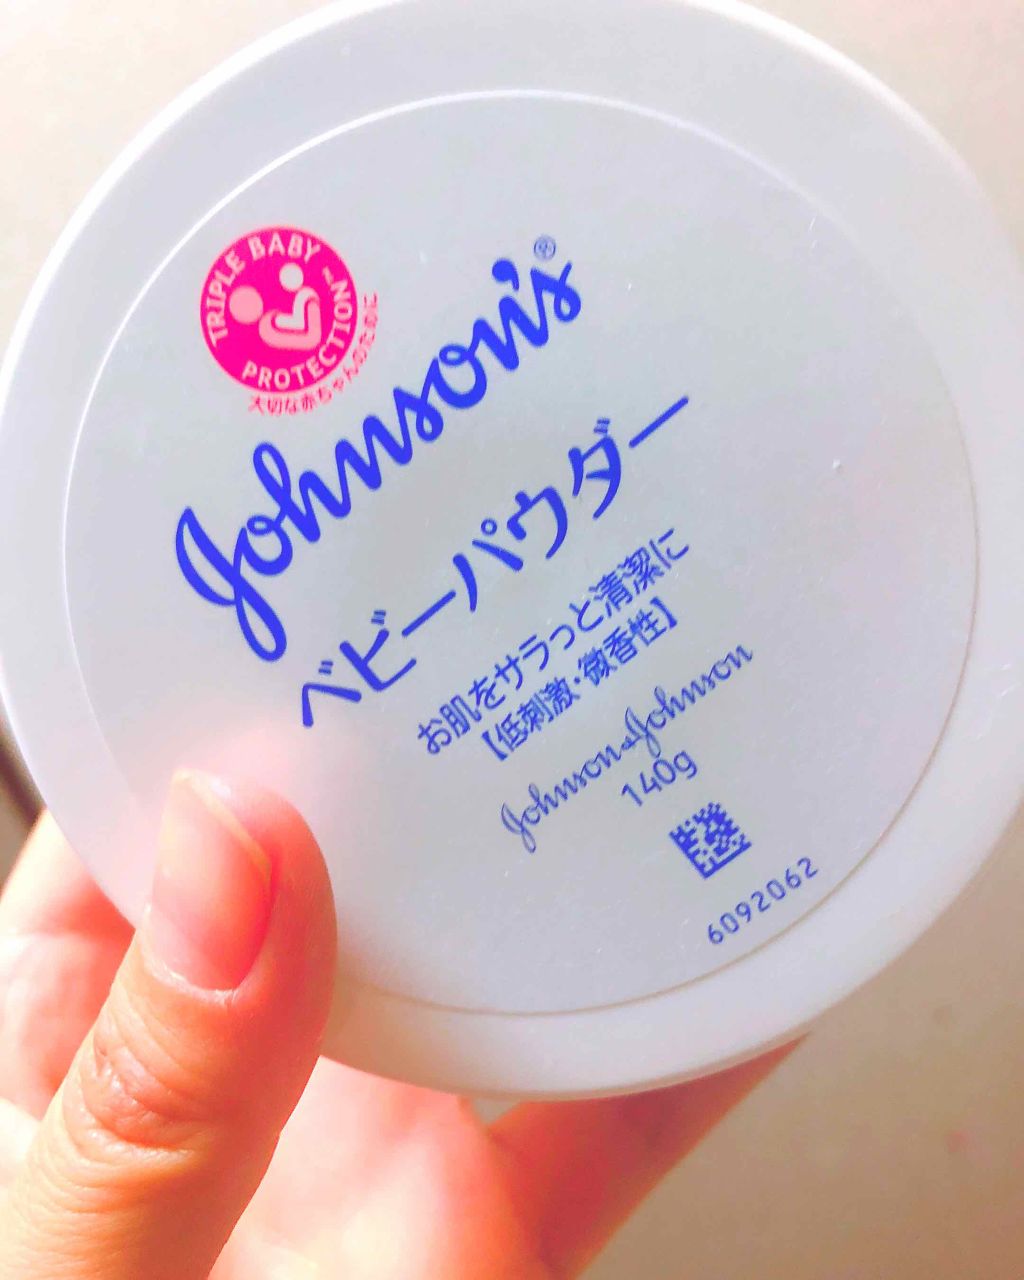 TRIPLE BABY PROTECTION™
大切な赤ちゃんのために
Johnson's®
ベビーパウダー
お肌をサラっと清潔に
【低刺激・微香性】
Johnson & Johnson
140g
6092062